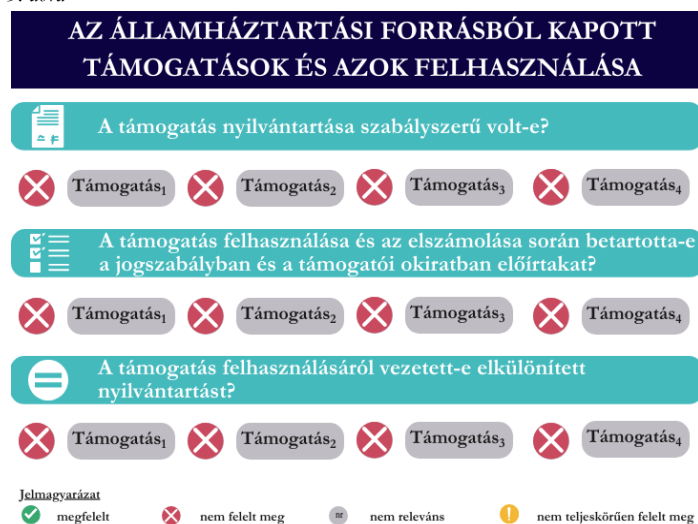 AZ ÁLLAMHÁZTARTÁSI FORRÁSBÓL KAPOTT
TÁMOGATÁSOK ÉS AZOK FELHASZNÁLÁSA
A támogatás nyilvántartása szabályszerű volt-e?
Támogatás₁ Támogatás₂ Támogatás₃ Támogatás₄
A támogatás felhasználása és az elszámolása során betartotta-e
a jogszabályban és a támogatói okiratban előírtakat?
Támogatás₁ Támogatás₂ Támogatás₃ Támogatás₄
A támogatás felhasználásáról vezetett-e elkülönített
nyilvántartást?
Támogatás₁ Támogatás₂ Támogatás₃ Támogatás₄
Jelmagyarázat
megfelelt nem felelt meg nr nem releváns nem teljeskörűen felelt meg